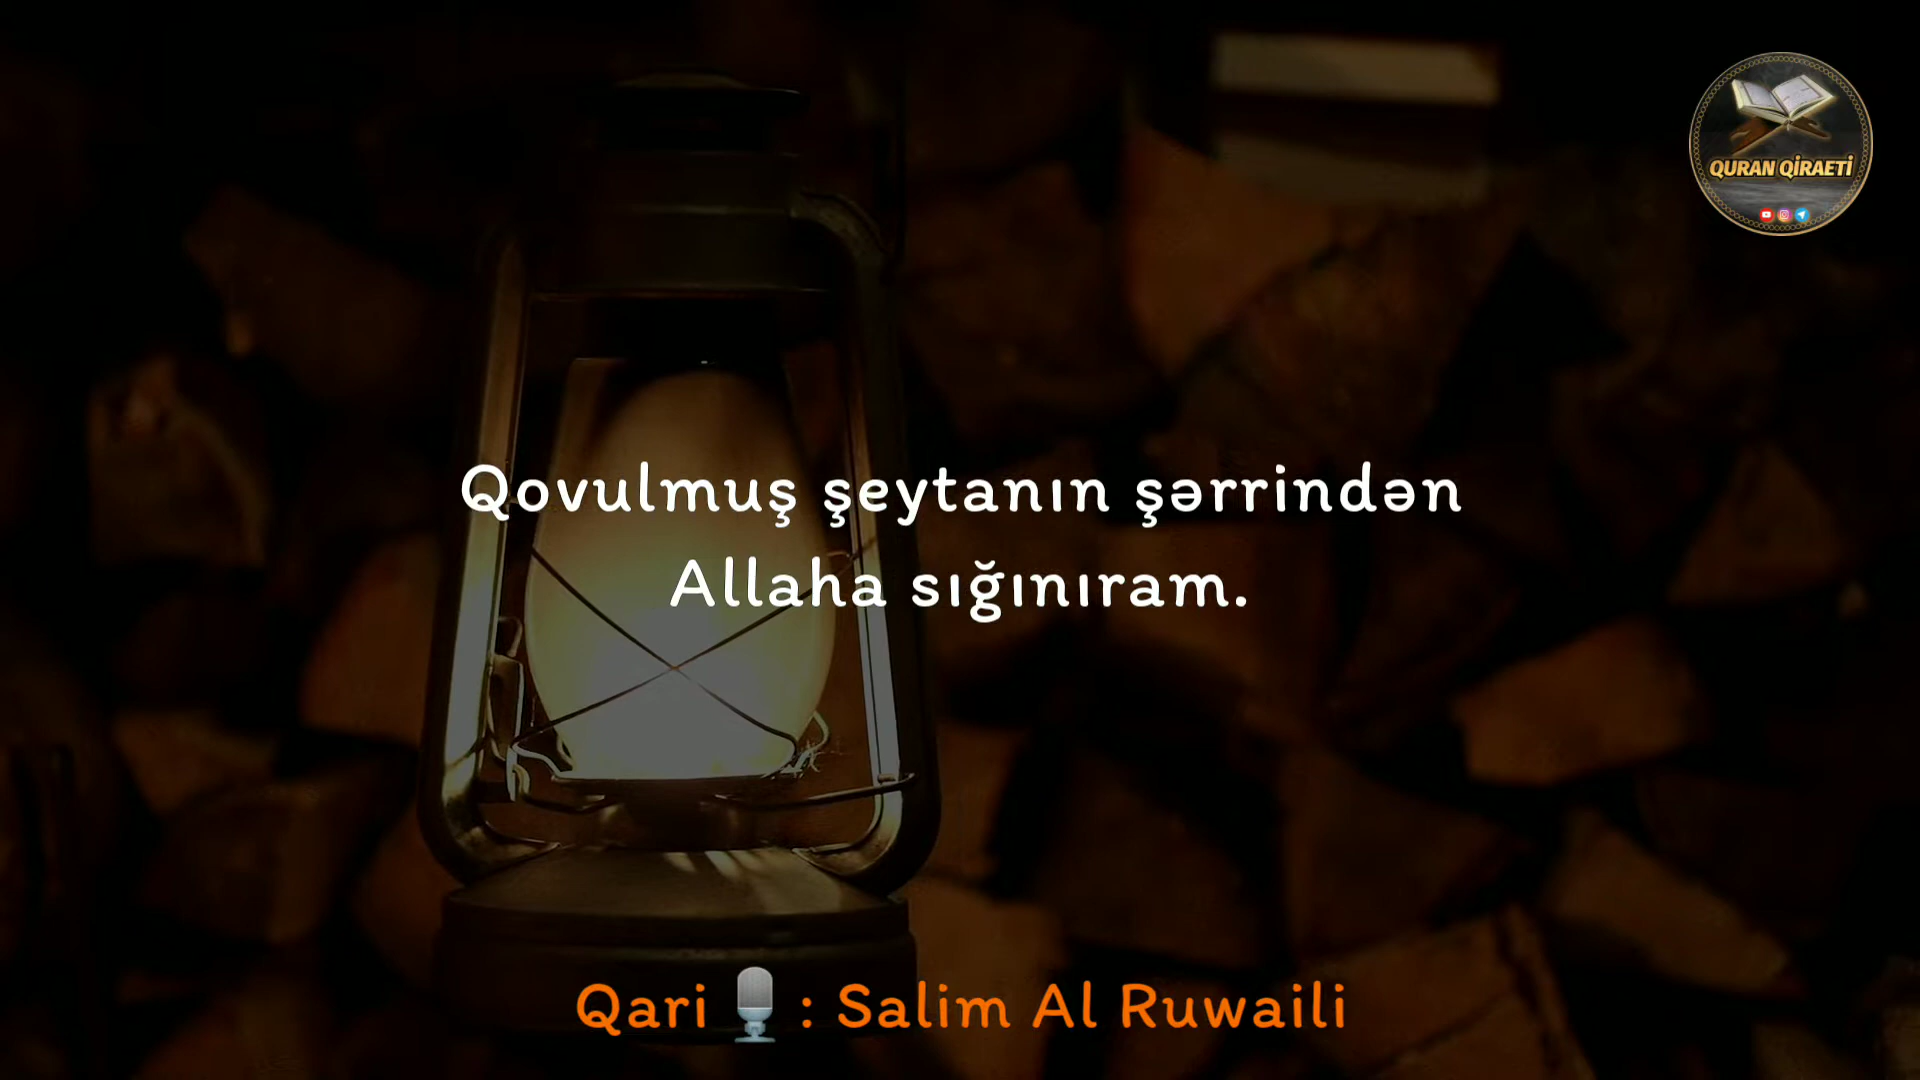 QURAN QİRAETİ
Qovulmuş şeytanın şərrindən
Allaha sığınıram.
Qari 🎙️ : Salim Al Ruwaili